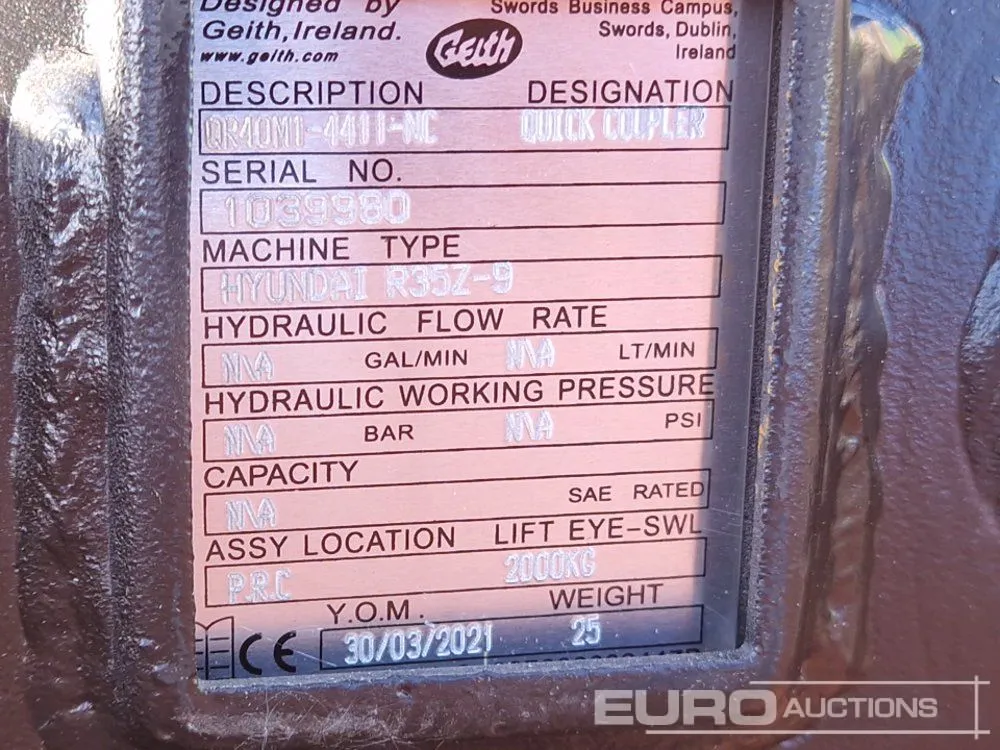 Designed by
Geith, Ireland.
www.geith.com
Geith
Swords Business Campus,
Swords, Dublin,
Ireland
DESCRIPTION DESIGNATION
QR40M1-4411-NC QUICK COUPLER
SERIAL NO.
1039980
MACHINE TYPE
HYUNDAI R35Z-9
HYDRAULIC FLOW RATE
N\A GAL/MIN N\A LT/MIN
HYDRAULIC WORKING PRESSURE
N\A BAR N\A PSI
CAPACITY
N\A SAE RATED
ASSY LOCATION LIFT EYE-SWL
P.R.C 2000KG
Y.O.M. WEIGHT
CE 30/03/2021 25
EURO AUCTIONS